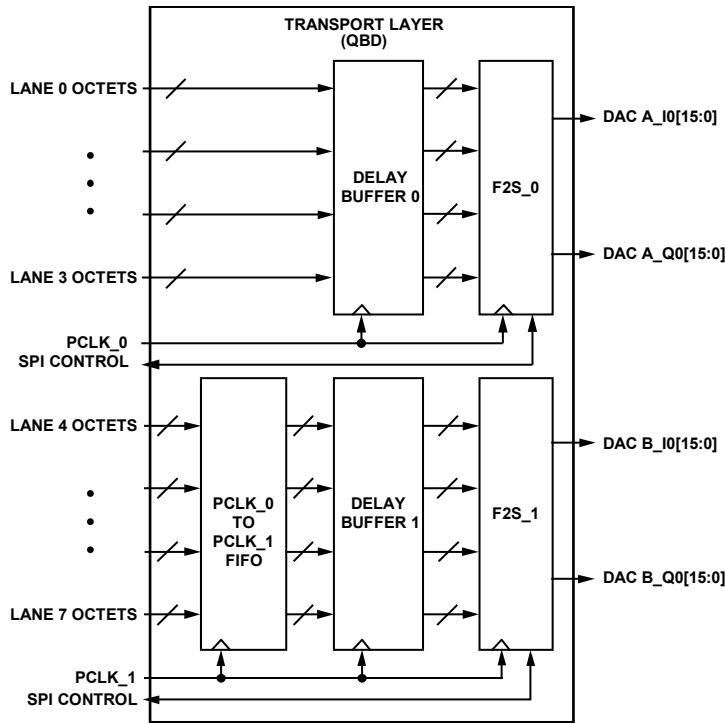 TRANSPORT LAYER
(QBD)
LANE 0 OCTETS
LANE 3 OCTETS
DELAY
BUFFER 0
F2S_0
DAC A_I0[15:0]
DAC A_Q0[15:0]
PCLK_0
SPI CONTROL
LANE 4 OCTETS
LANE 7 OCTETS
PCLK_0
TO
PCLK_1
FIFO
DELAY
BUFFER 1
F2S_1
DAC B_I0[15:0]
DAC B_Q0[15:0]
PCLK_1
SPI CONTROL